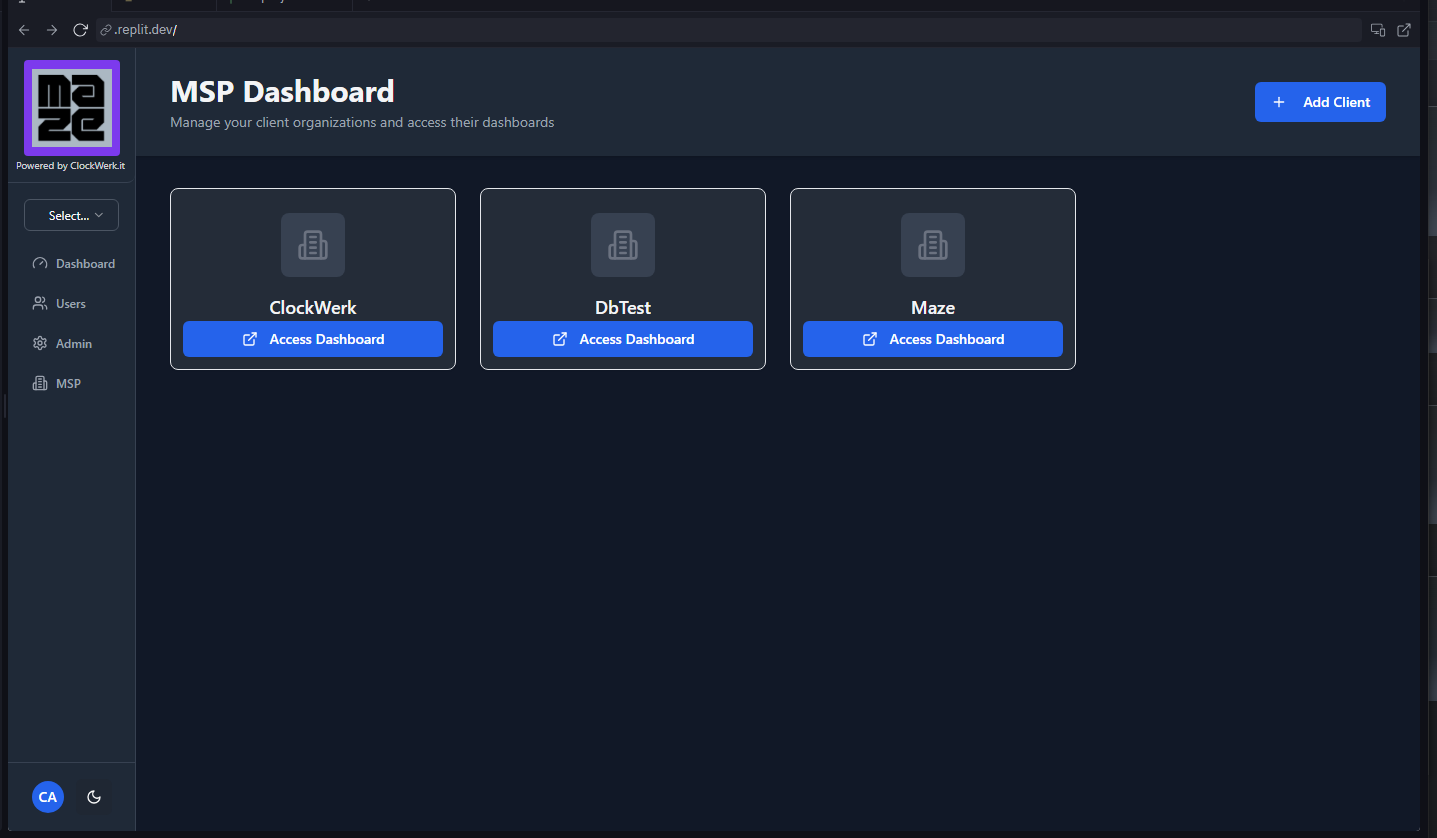 .replit.dev/
maze
Powered by ClockWerk.it
Select...
Dashboard
Users
Admin
MSP
CA
MSP Dashboard
Manage your client organizations and access their dashboards
Add Client
ClockWerk
Access Dashboard
DbTest
Access Dashboard
Maze
Access Dashboard